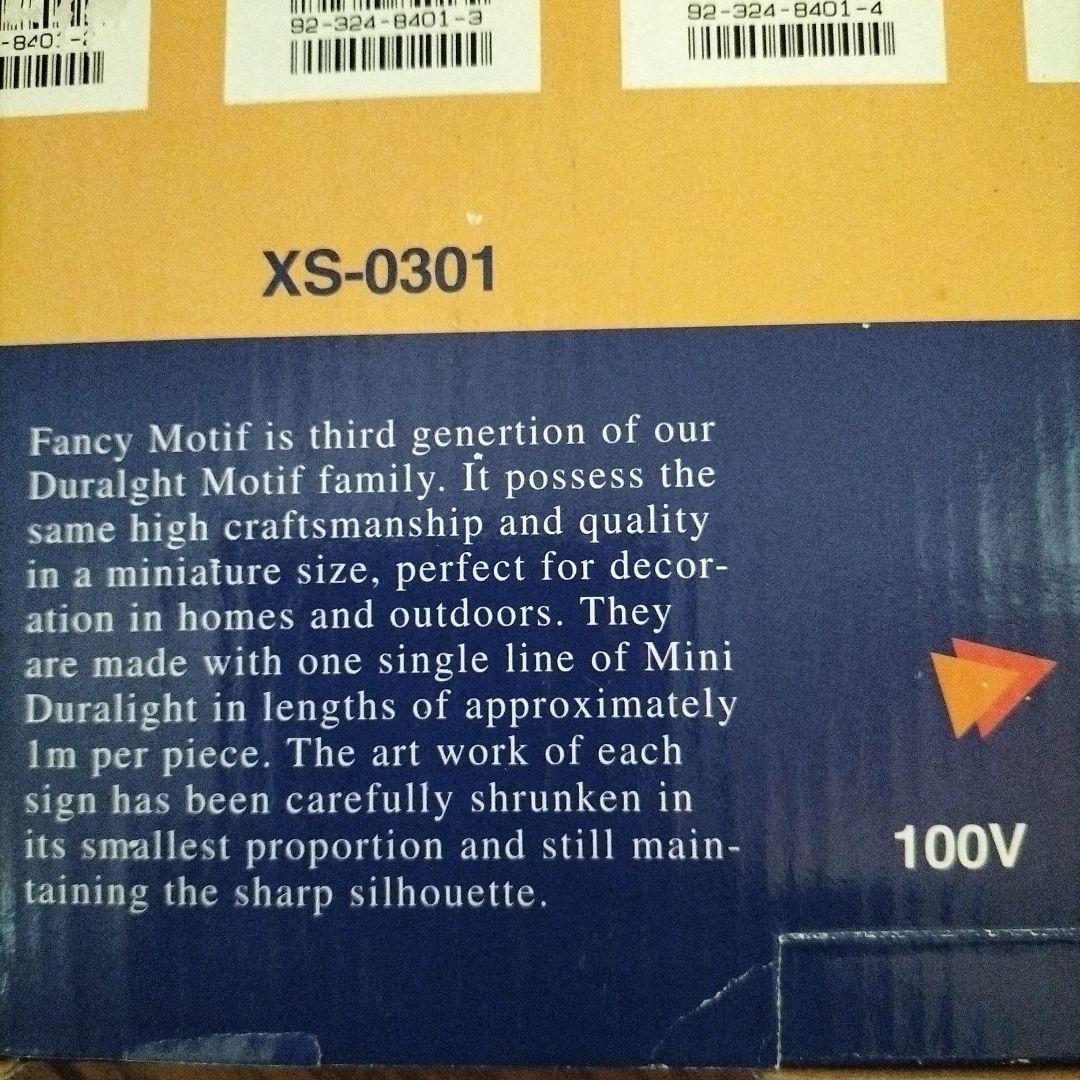 92-324-8401-3
92-324-8401-4
XS-0301
Fancy Motif is third genertion of our
Duralght Motif family. It possess the
same high craftsmanship and quality
in a miniature size, perfect for decor-
ation in homes and outdoors. They
are made with one single line of Mini
Duralight in lengths of approximately
1m per piece. The art work of each
sign has been carefully shrunken in
its smallest proportion and still main-
taining the sharp silhouette.
100V